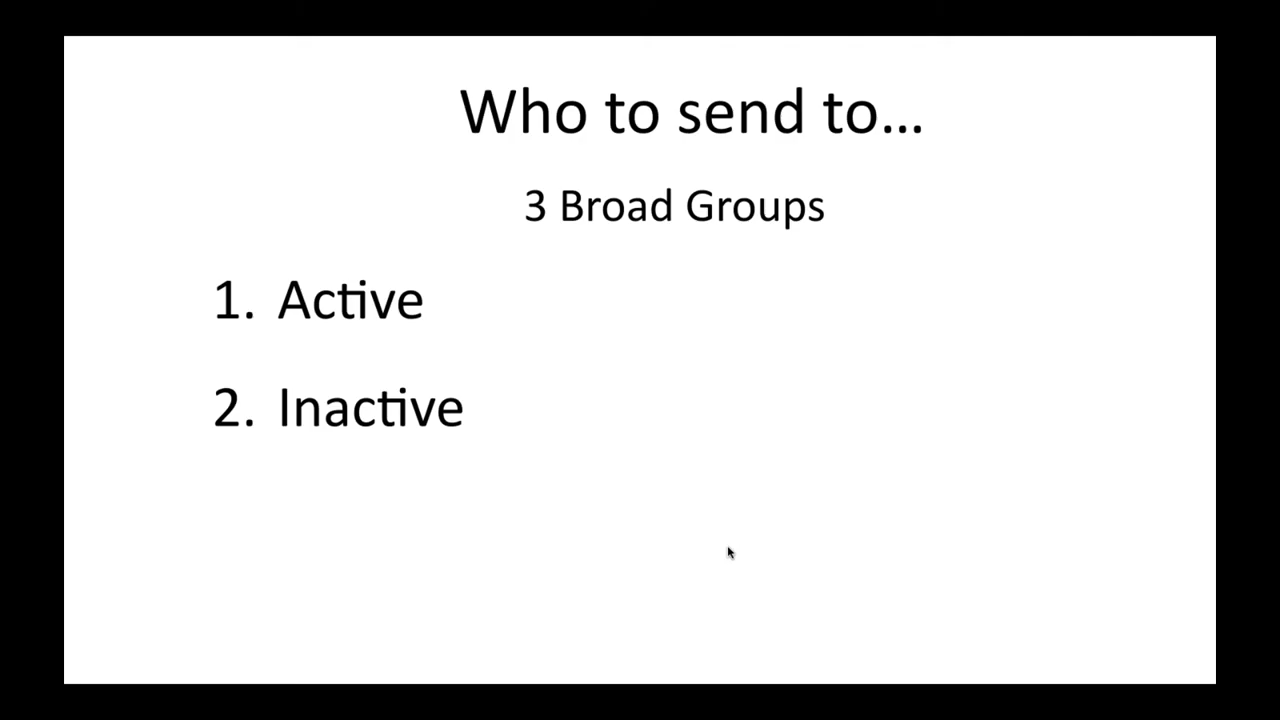 Who to send to...
3 Broad Groups
1. Active
2. Inactive